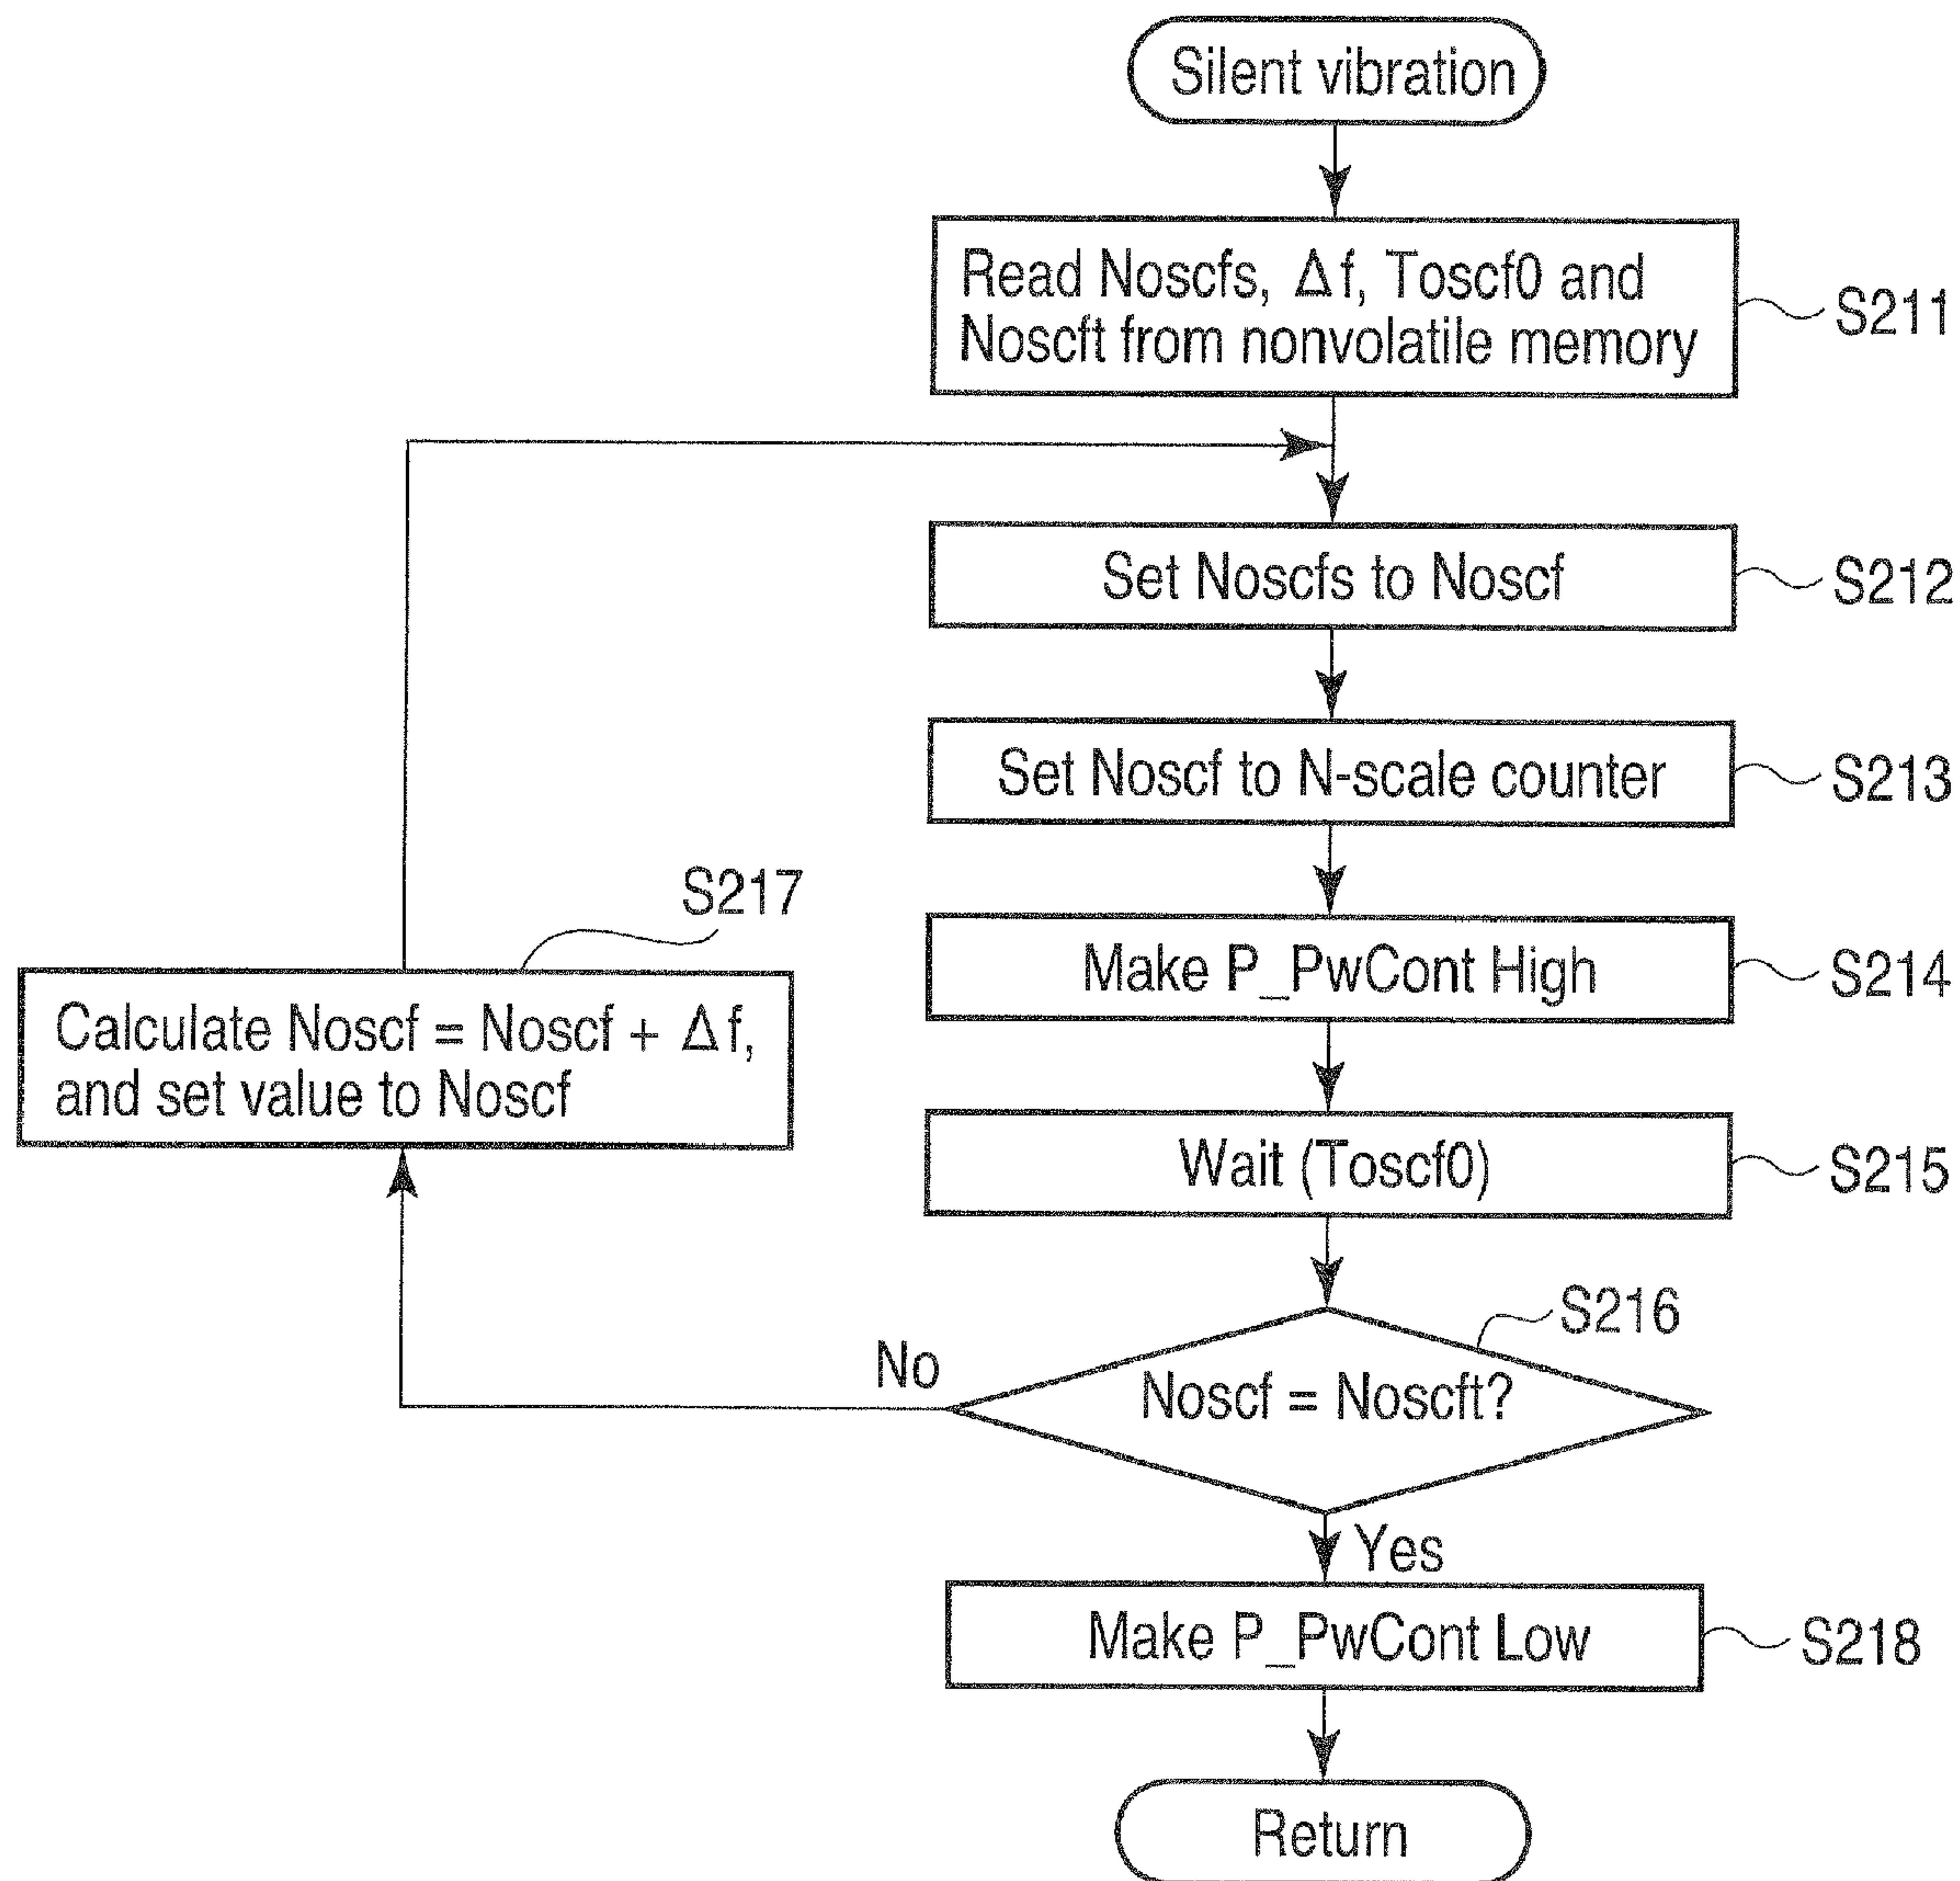 Silent vibration
Read Noscfs, Δf, Toscf0 and
Noscft from nonvolatile memory
S211
Set Noscfs to Noscf
S212
Set Noscf to N-scale counter
S213
S217
Make P_PwCont High
S214
Calculate Noscf = Noscf + Δf,
and set value to Noscf
Wait (Toscf0)
S215
S216
No
Noscf = Noscft?
Yes
Make P_PwCont Low
S218
Return